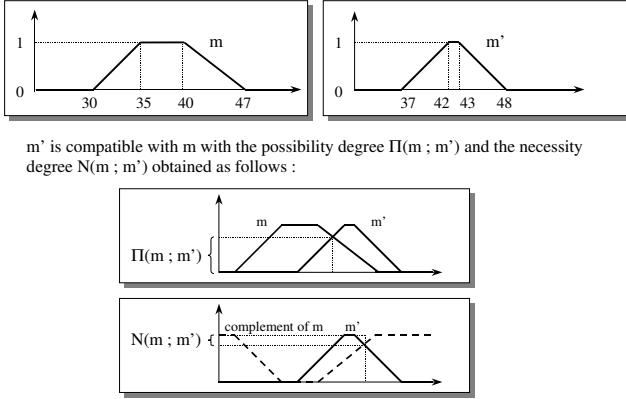 1
m
0
30 35 40 47
1
m’
0
37 42 43 48
m’ is compatible with m with the possibility degree Π(m ; m’) and the necessity
degree N(m ; m’) obtained as follows :
m
m’
Π(m ; m’)
complement of m m’
N(m ; m’)